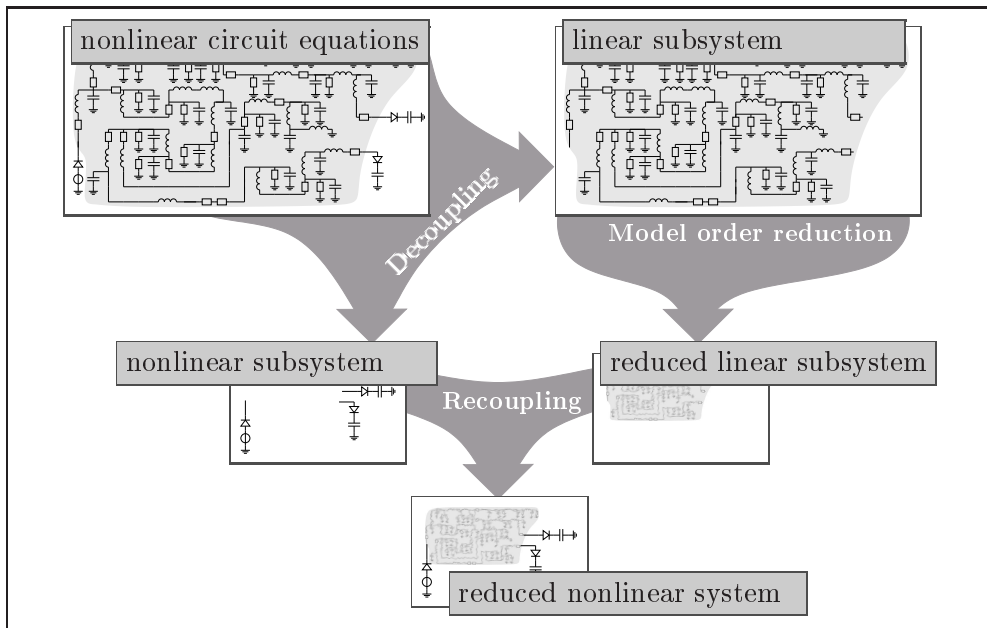 nonlinear circuit equations
linear subsystem
Decoupling
Model order reduction
nonlinear subsystem
reduced linear subsystem
Recoupling
reduced nonlinear system